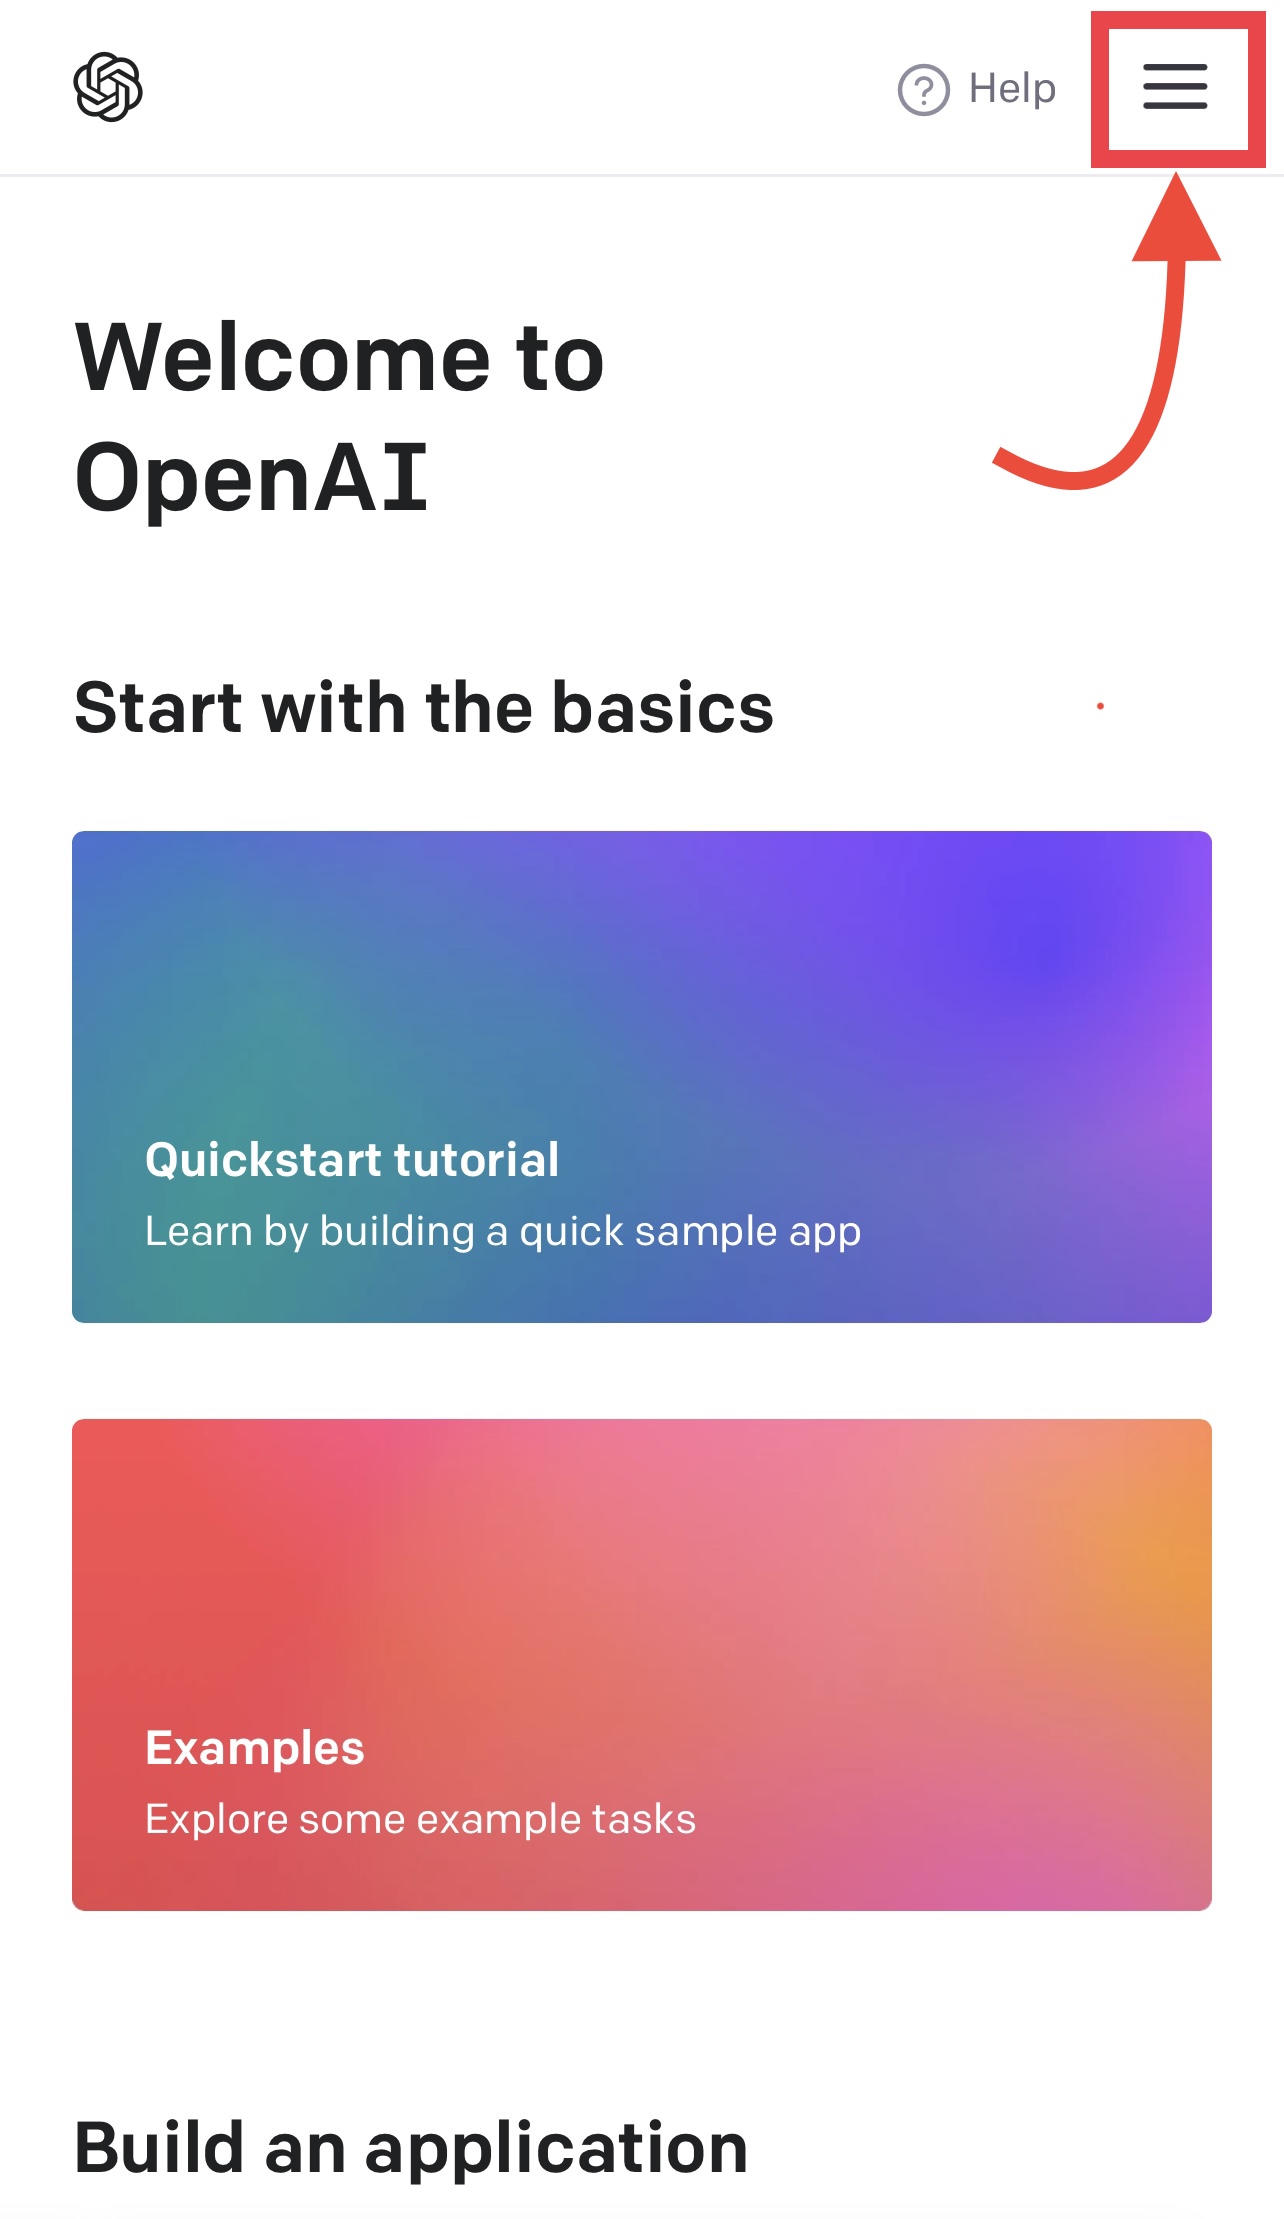 Help
Welcome to
OpenAI
Start with the basics
Quickstart tutorial
Learn by building a quick sample app
Examples
Explore some example tasks
Build an application